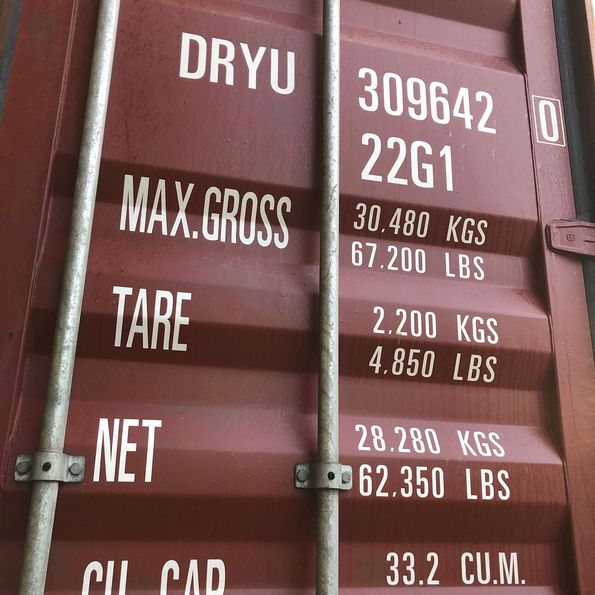 DRYU 309642 0
22G1
MAX.GROSS 30,480 KGS
67,200 LBS
TARE 2,200 KGS
4,850 LBS
NET 28,280 KGS
62,350 LBS
CU. CAP. 33.2 CU.M.